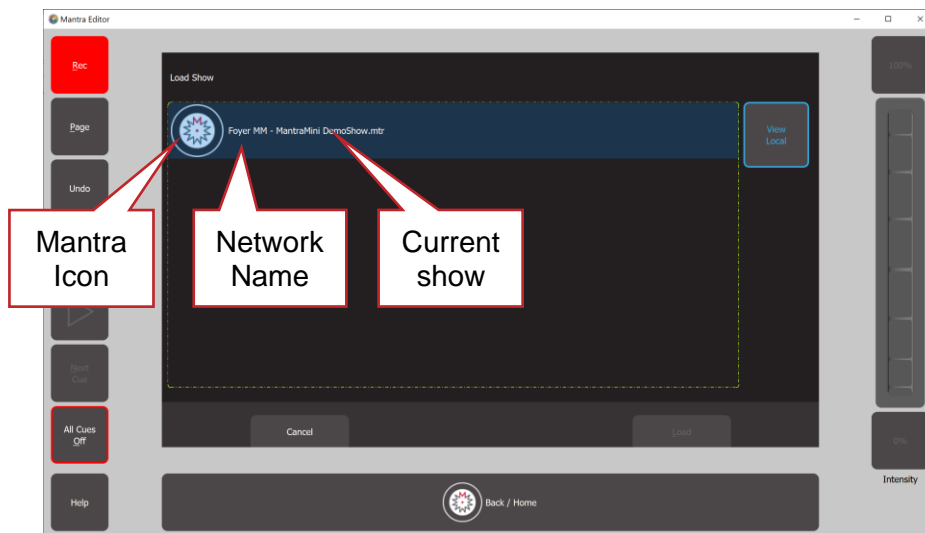 Mantra Editor
Rec
100%
Load Show
Page
Foyer MM - MantraMini DemoShow.mtr
View
Local
Undo
Mantra
Icon
Network
Name
Current
show
Next
Cue
All Cues
Off
Cancel
Load
0%
Intensity
Help
Back / Home